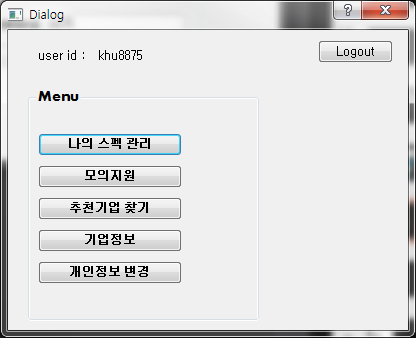 Dialog
user id : khu8875
Logout
Menu
나의 스펙 관리
모의지원
추천기업 찾기
기업정보
개인정보 변경